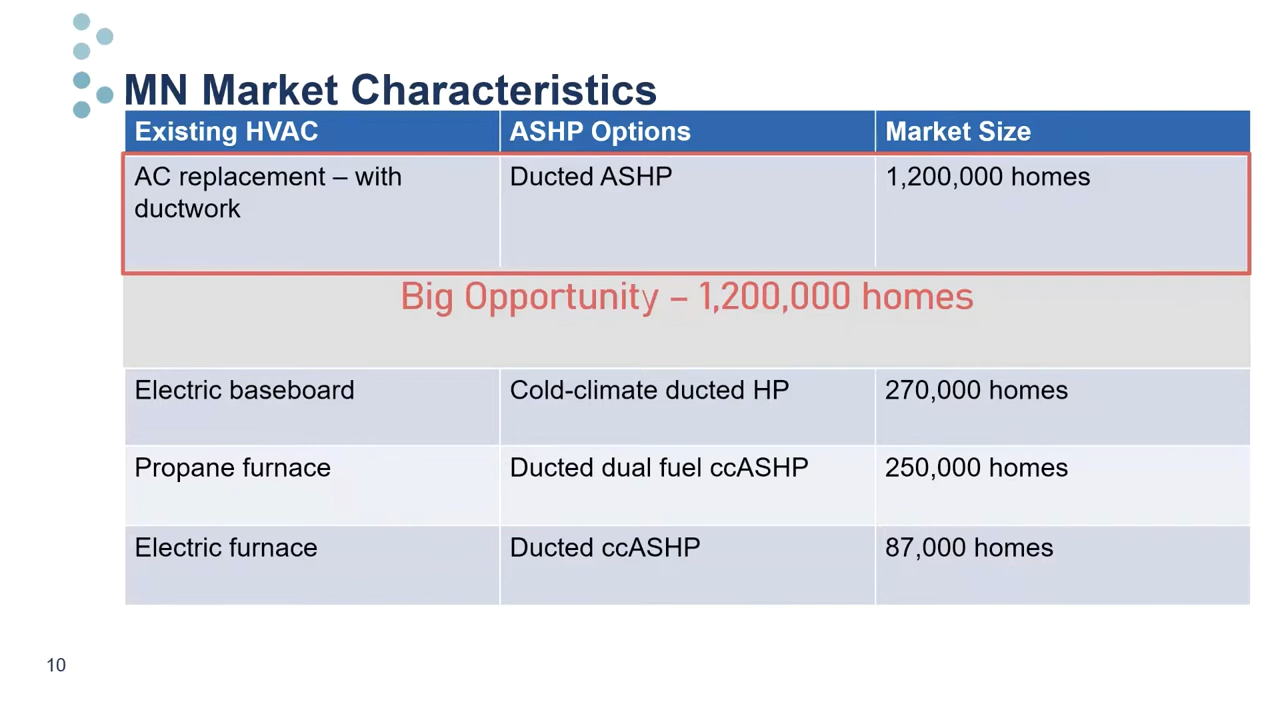 MN Market Characteristics
Existing HVAC ASHP Options Market Size
AC replacement – with ductwork Ducted ASHP 1,200,000 homes
Big Opportunity – 1,200,000 homes
Electric baseboard Cold-climate ducted HP 270,000 homes
Propane furnace Ducted dual fuel ccASHP 250,000 homes
Electric furnace Ducted ccASHP 87,000 homes
10